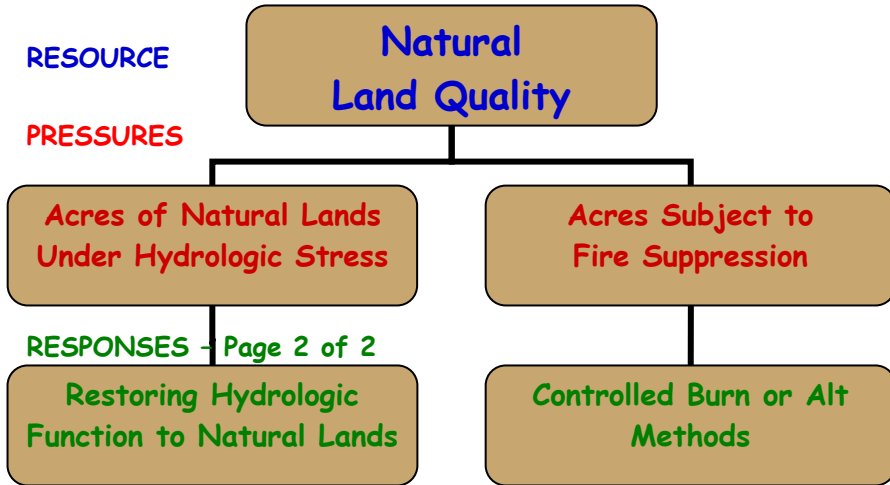 RESOURCE
Natural
Land Quality
PRESSURES
Acres of Natural Lands
Under Hydrologic Stress
Acres Subject to
Fire Suppression
RESPONSES - Page 2 of 2
Restoring Hydrologic
Function to Natural Lands
Controlled Burn or Alt
Methods